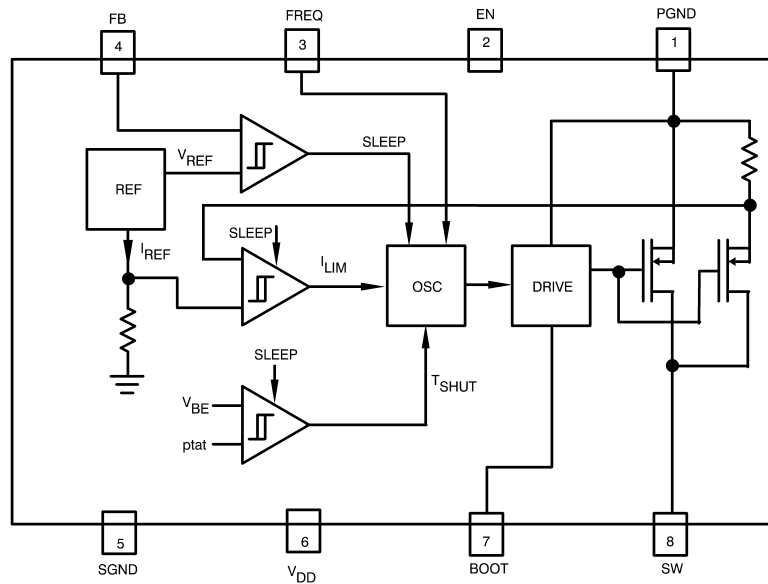 FB
FREQ
EN
PGND
4
3
2
1
VREF
SLEEP
REF
IREF
SLEEP
ILIM
OSC
DRIVE
SLEEP
TSHUT
VBE
ptat
5
6
7
8
SGND
VDD
BOOT
SW